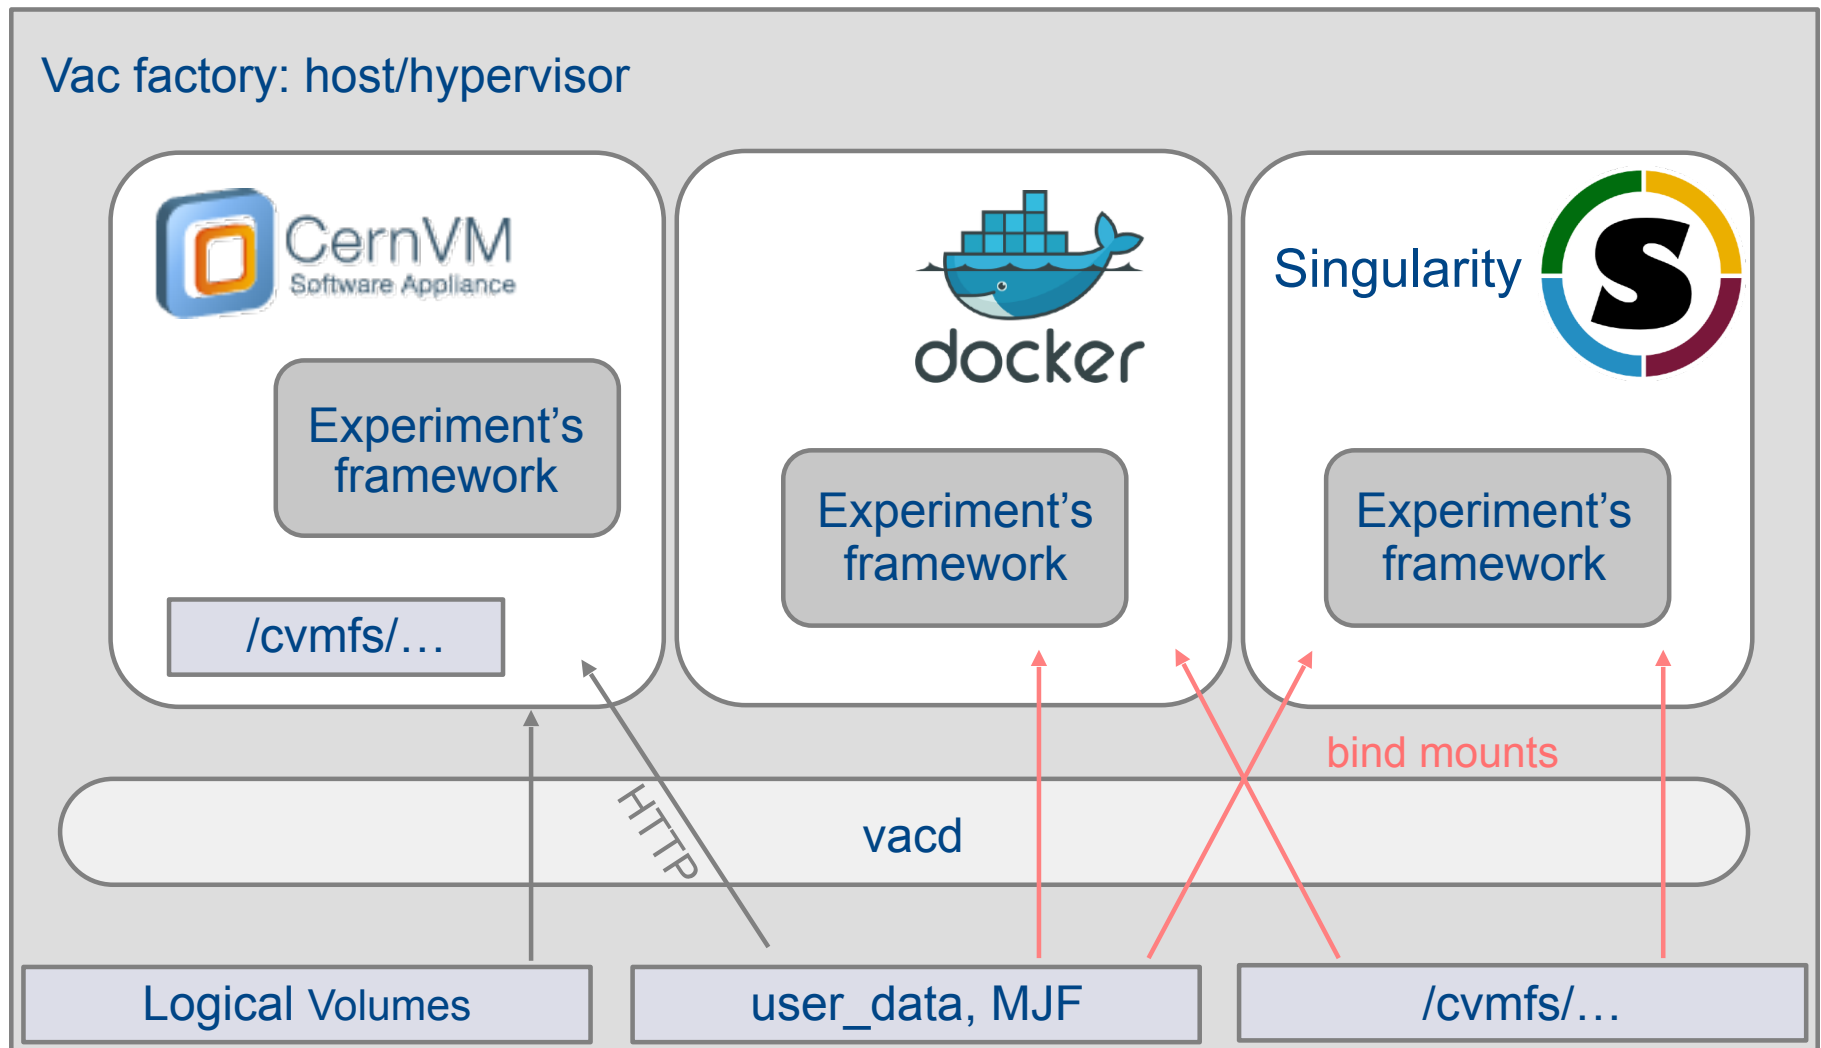 Vac factory: host/hypervisor
CernVM
Software Appliance
docker
Singularity
S
Experiment’s
framework
Experiment’s
framework
Experiment’s
framework
/cvmfs/…
bind mounts
HTTP
vacd
Logical Volumes
user_data, MJF
/cvmfs/…